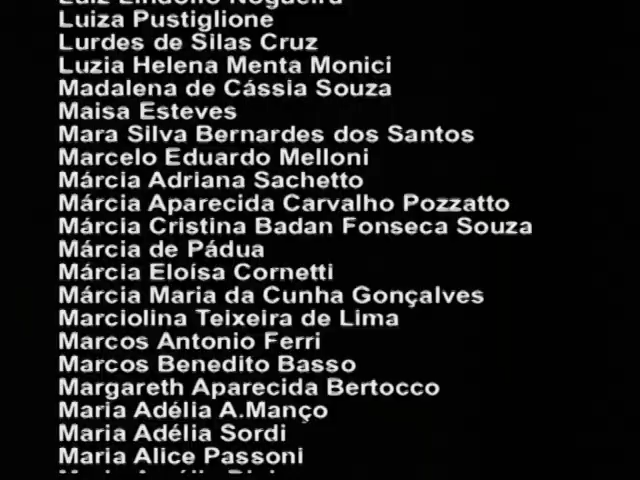 Luiz Lindolfo Nogueira
Luiza Pustiglione
Lurdes de Silas Cruz
Luzia Helena Menta Monici
Madalena de Cássia Souza
Maisa Esteves
Mara Silva Bernardes dos Santos
Marcelo Eduardo Melloni
Márcia Adriana Sachetto
Márcia Aparecida Carvalho Pozzatto
Márcia Cristina Badan Fonseca Souza
Márcia de Pádua
Márcia Eloísa Cornetti
Márcia Maria da Cunha Gonçalves
Marciolina Teixeira de Lima
Marcos Antonio Ferri
Marcos Benedito Basso
Margareth Aparecida Bertocco
Maria Adélia A.Manço
Maria Adélia Sordi
Maria Alice Passoni